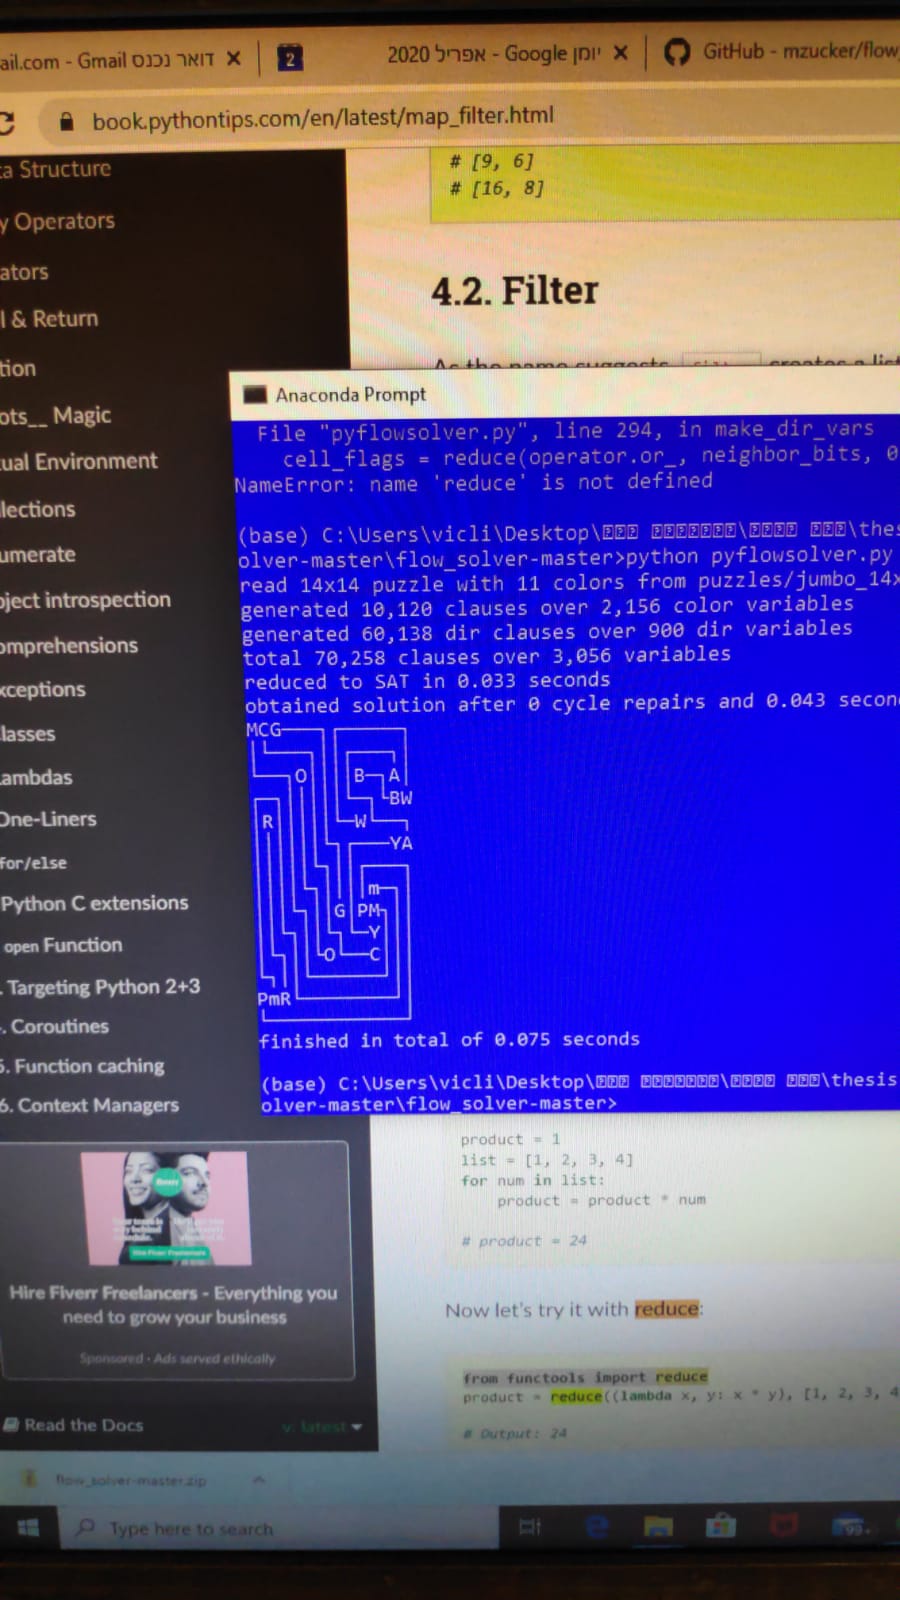 ail.com - Gmail דואר נכנס
2
יומן Google - אפריל 2020
GitHub - mzucker/flow
book.pythontips.com/en/latest/map_filter.html
a Structure
y Operators
ators
l & Return
tion
ots__ Magic
ual Environment
lections
umerate
bject introspection
omprehensions
xceptions
lasses
ambdas
One-Liners
for/else
Python C extensions
open Function
. Targeting Python 2+3
. Coroutines
5. Function caching
6. Context Managers
# [9, 6]
# [16, 8]
4.2. Filter
As the name suggests, creates a list
Anaconda Prompt
File "pyflowsolver.py", line 294, in make_dir_vars
cell_flags = reduce(operator.or_, neighbor_bits, 0
NameError: name 'reduce' is not defined
(base) C:\Users\vicli\Desktop\ \ \thes
olver-master\flow_solver-master>python pyflowsolver.py
read 14x14 puzzle with 11 colors from puzzles/jumbo_14x
generated 10,120 clauses over 2,156 color variables
generated 60,138 dir clauses over 900 dir variables
total 70,258 clauses over 3,056 variables
reduced to SAT in 0.033 seconds
obtained solution after 0 cycle repairs and 0.043 secon
MCG
O B A
BW
R W
YA
m
G PM
Y
O C
PmR
finished in total of 0.075 seconds
(base) C:\Users\vicli\Desktop\ \ \thesis
olver-master\flow_solver-master>
product = 1
list = [1, 2, 3, 4]
for num in list:
product = product * num
# product = 24
Now let's try it with reduce:
from functools import reduce
product = reduce((lambda x, y: x * y), [1, 2, 3, 4
# Output: 24
Hire Fiverr Freelancers - Everything you
need to grow your business
Sponsored · Ads served ethically
Read the Docs
v: latest
flow_solver-master.zip
Type here to search
99+